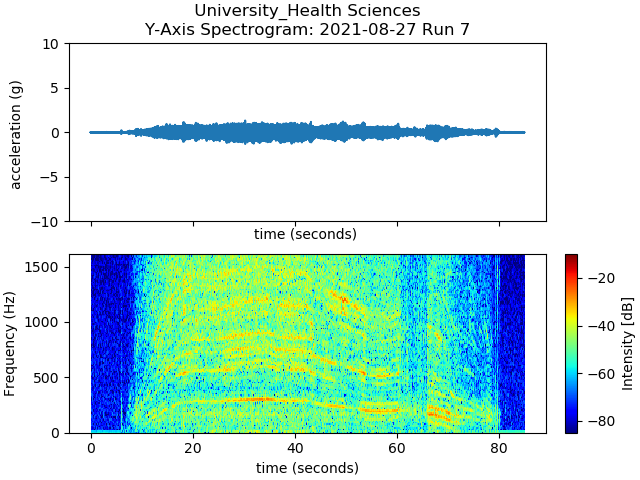 University_Health Sciences
Y-Axis Spectrogram: 2021-08-27 Run 7
10
5
0
−5
−10
acceleration (g)
time (seconds)
1500
1000
500
0
Frequency (Hz)
0 20 40 60 80
time (seconds)
−20
−40
−60
−80
Intensity [dB]